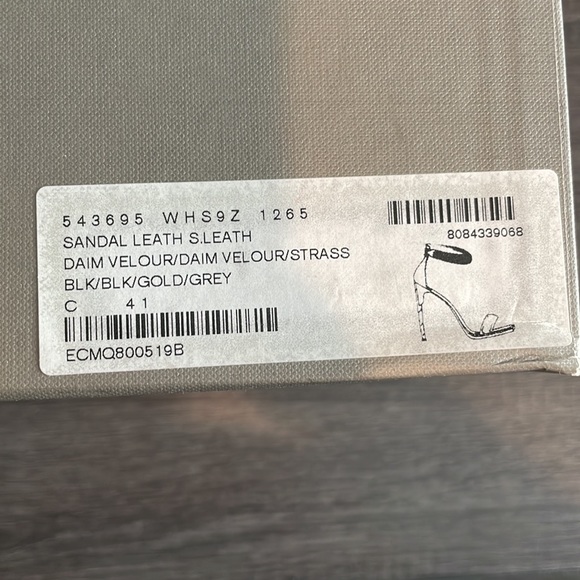 543695 WHS9Z 1265
8084339068
SANDAL LEATH S.LEATH
DAIM VELOUR/DAIM VELOUR/STRASS
BLK/BLK/GOLD/GREY
C 41
ECMQ800519B